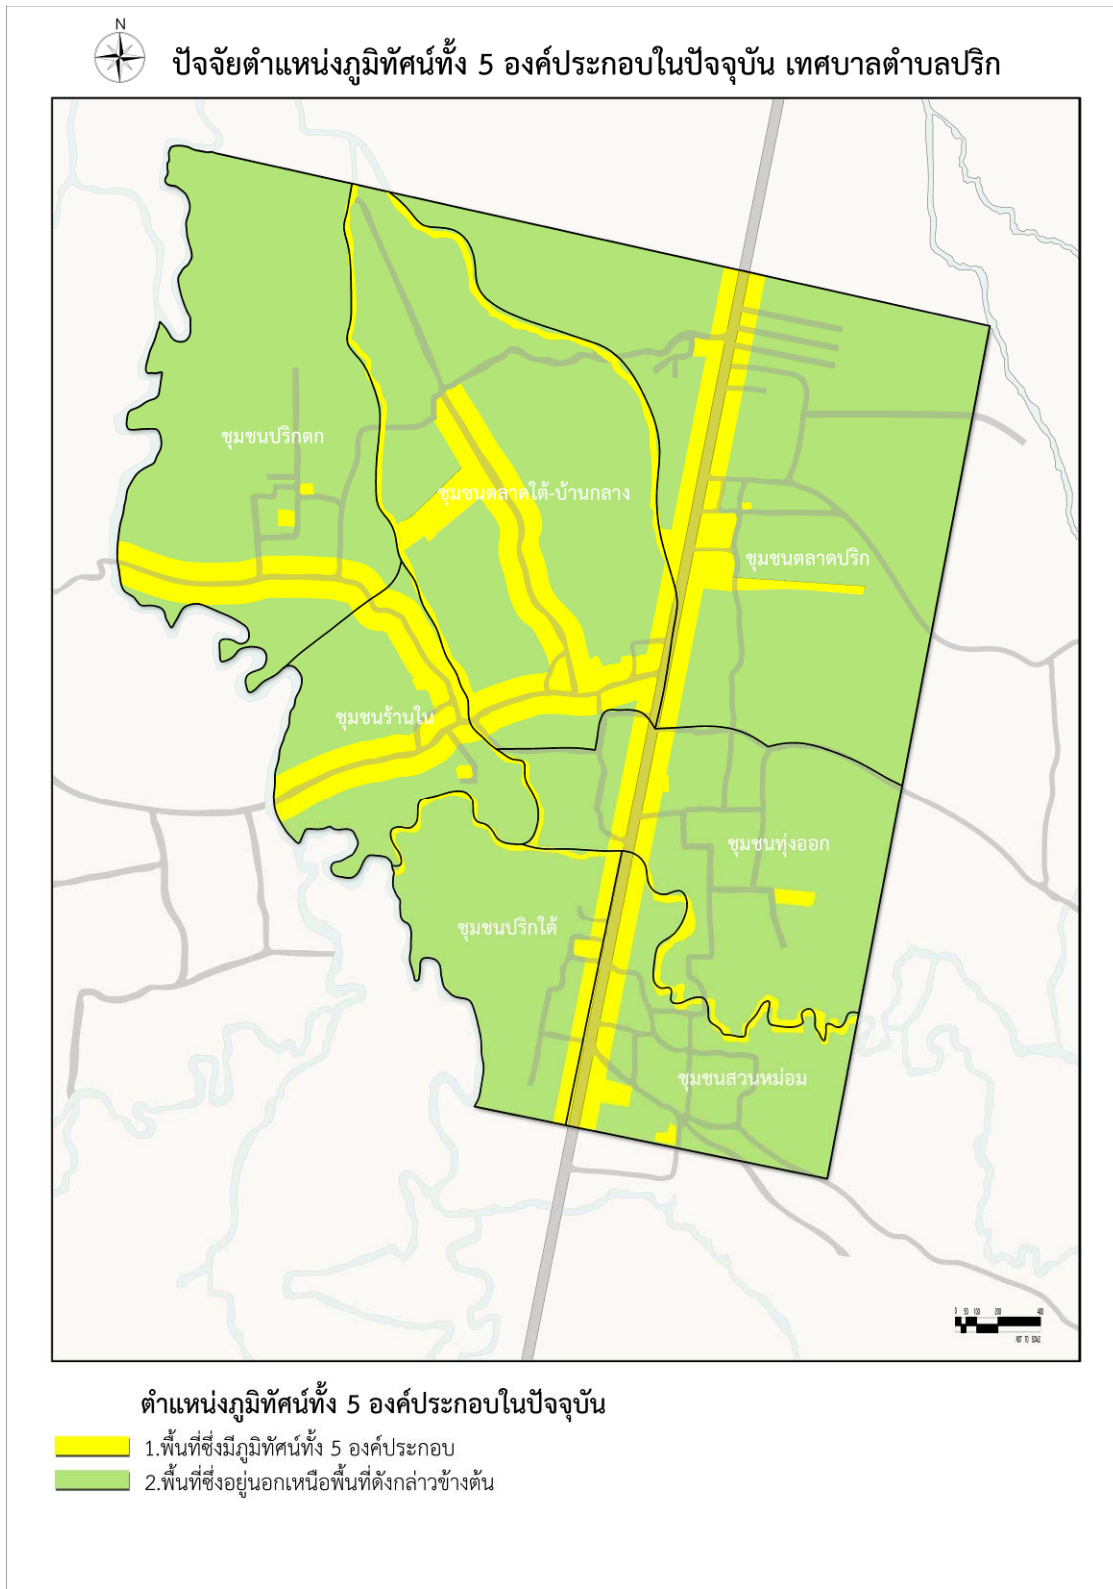 N
ปัจจัยตำแหน่งภูมิทัศน์ทั้ง 5 องค์ประกอบในปัจจุบัน เทศบาลตำบลปริก
ชุมชนปริกตก
ชุมชนตลาดใต้-บ้านกลาง
ชุมชนตลาดปริก
ชุมชนร้านใน
ชุมชนทุ่งออก
ชุมชนปริกใต้
ชุมชนสวนหม่อม
0 50 100 200 400
NOT TO SCALE
ตำแหน่งภูมิทัศน์ทั้ง 5 องค์ประกอบในปัจจุบัน
1.พื้นที่ซึ่งมีภูมิทัศน์ทั้ง 5 องค์ประกอบ
2.พื้นที่ซึ่งอยู่นอกเหนือพื้นที่ดังกล่าวข้างต้น